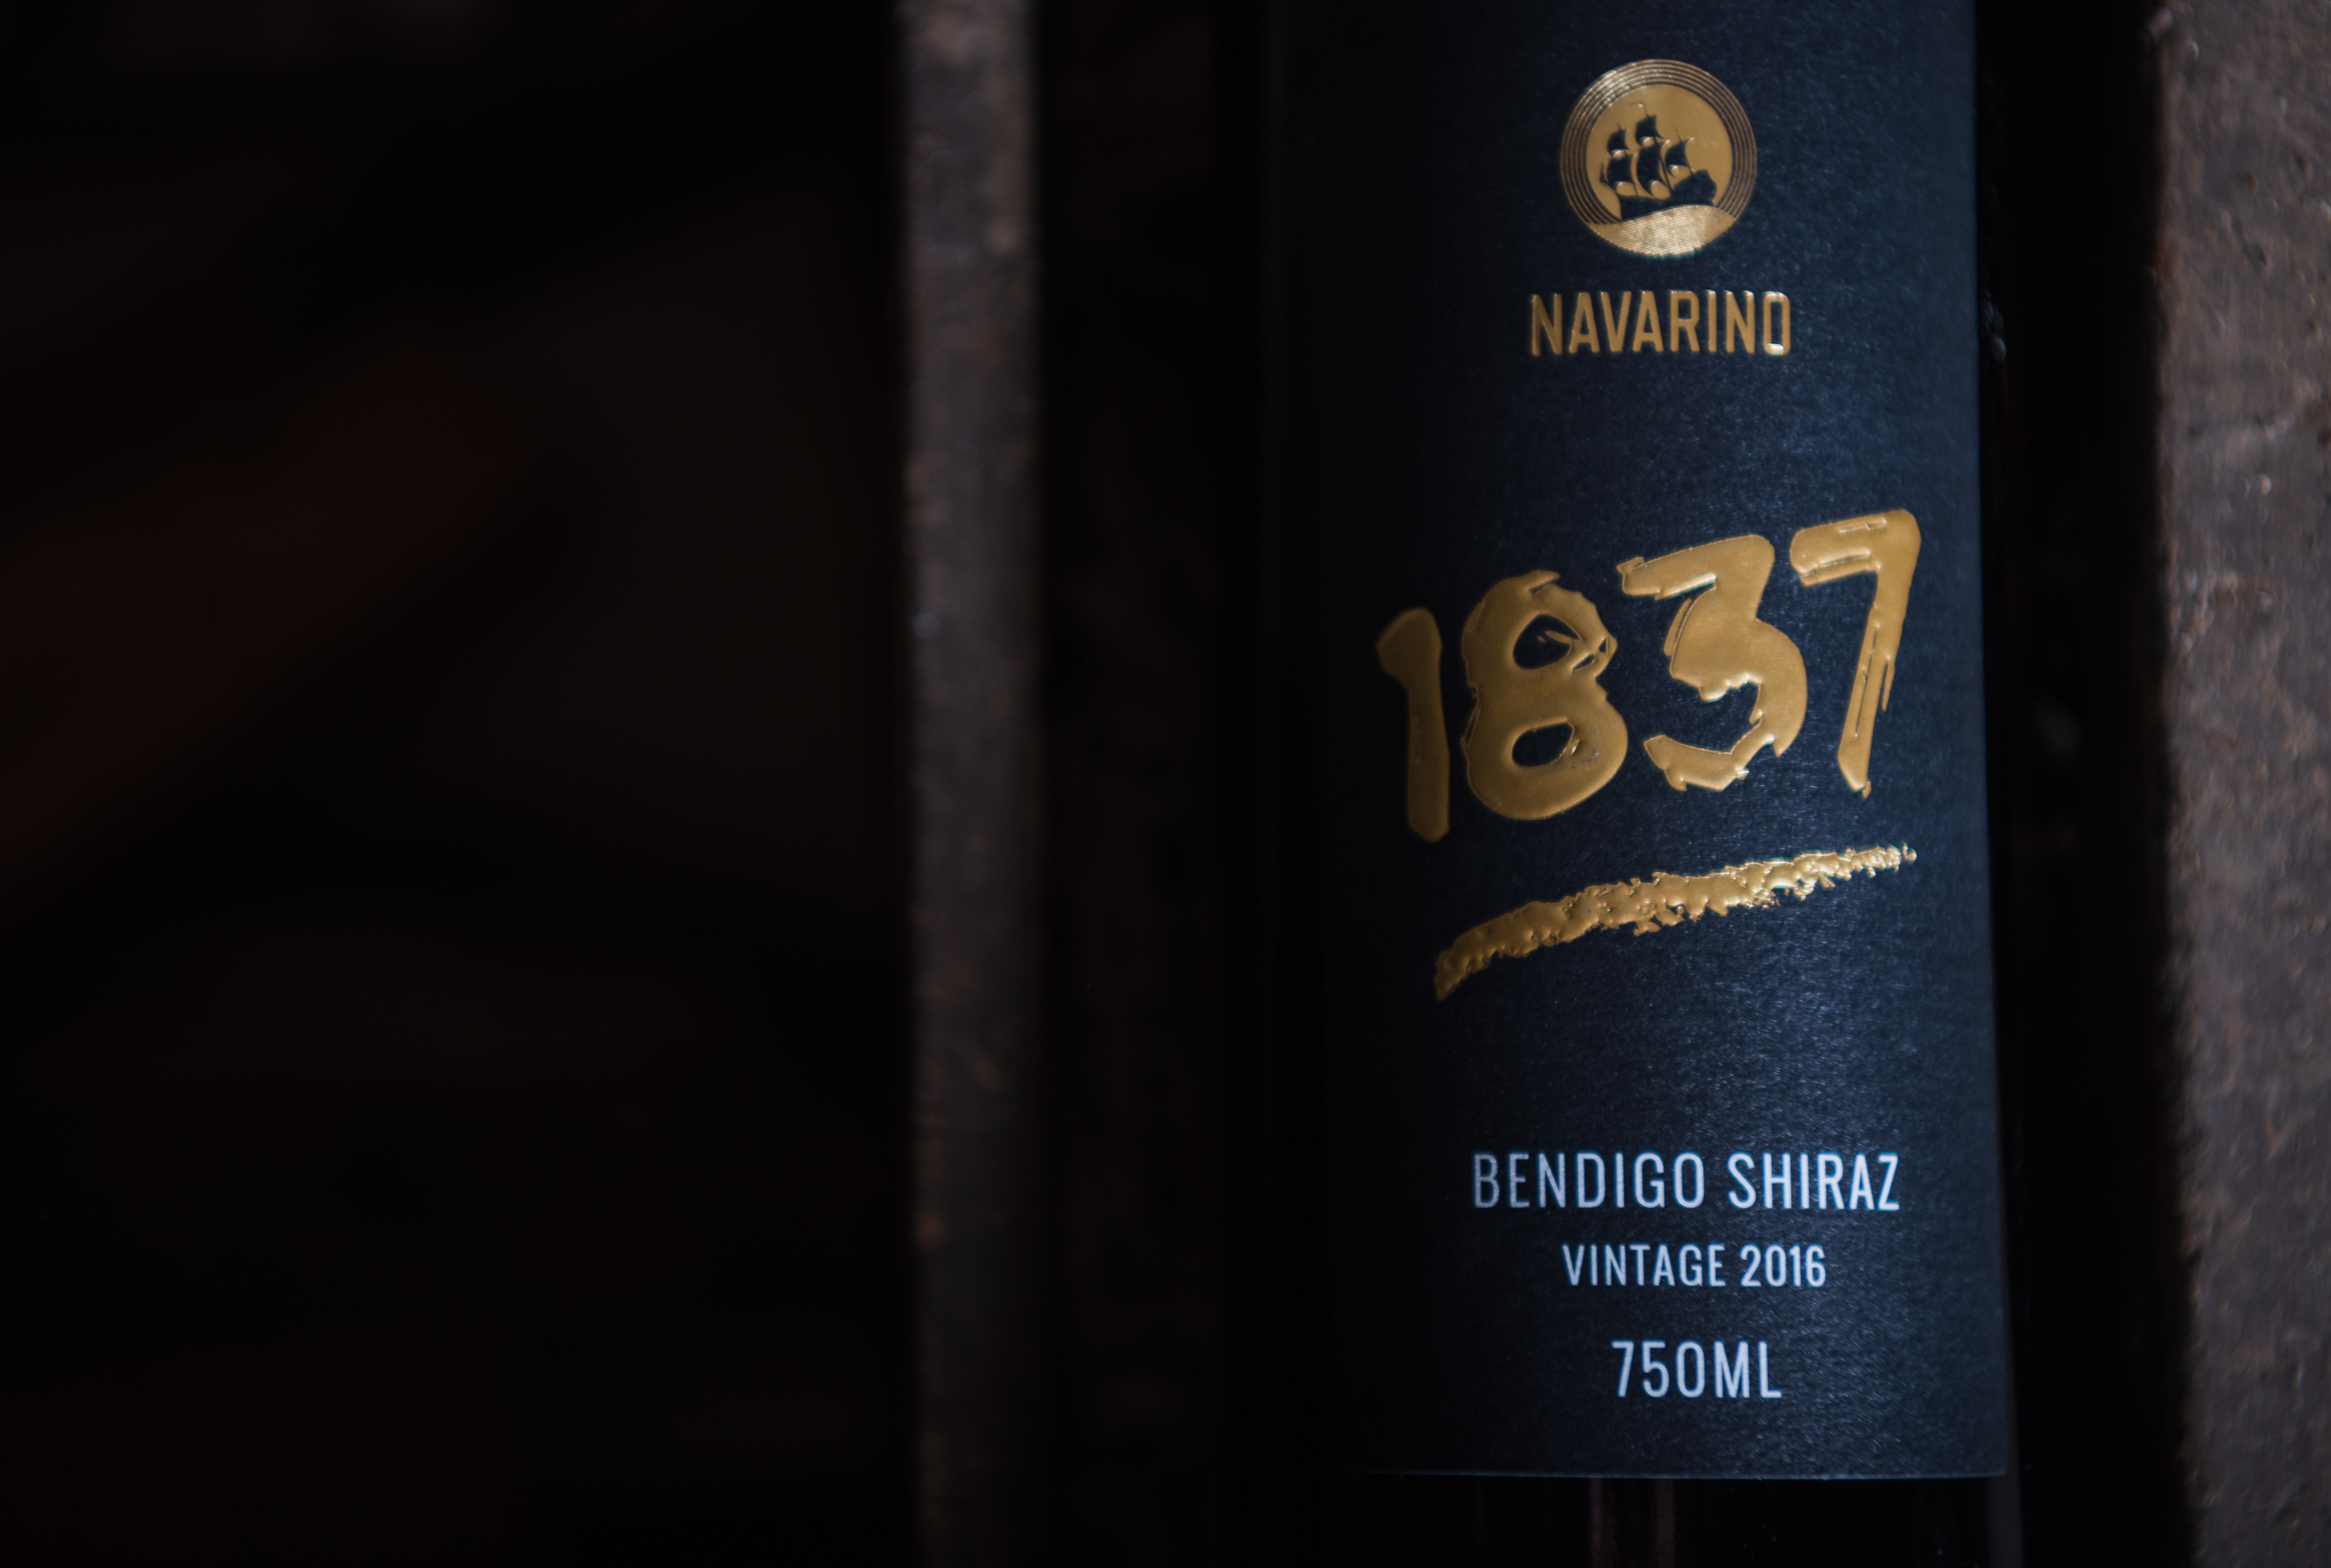 NAVARINO
1837
BENDIGO SHIRAZ
VINTAGE 2016
750ML